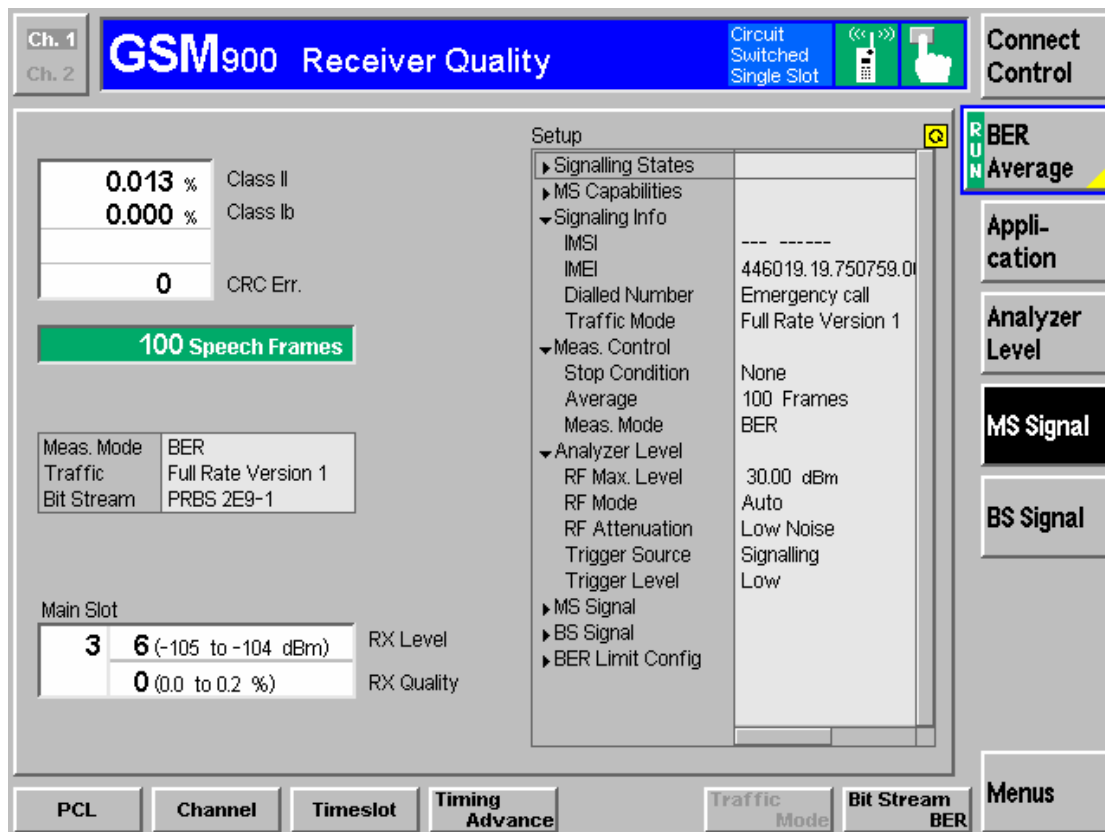 Ch. 1
Ch. 2
GSM900 Receiver Quality
Circuit
Switched
Single Slot
Connect
Control
0.013 % Class II
0.000 % Class Ib
0 CRC Err.
100 Speech Frames
Meas. Mode BER
Traffic Full Rate Version 1
Bit Stream PRBS 2E9-1
Main Slot
3 6 (-105 to -104 dBm) RX Level
0 (0.0 to 0.2 %) RX Quality
Setup
Signalling States
MS Capabilities
Signaling Info
IMSI --- ------
IMEI 446019.19.750759.0
Dialled Number Emergency call
Traffic Mode Full Rate Version 1
Meas. Control
Stop Condition None
Average 100 Frames
Meas. Mode BER
Analyzer Level
RF Max. Level 30.00 dBm
RF Mode Auto
RF Attenuation Low Noise
Trigger Source Signalling
Trigger Level Low
MS Signal
BS Signal
BER Limit Config
RUN
BER
Average
Appli-
cation
Analyzer
Level
MS Signal
BS Signal
Menus
PCL
Channel
Timeslot
Timing
Advance
Traffic
Mode
Bit Stream
BER